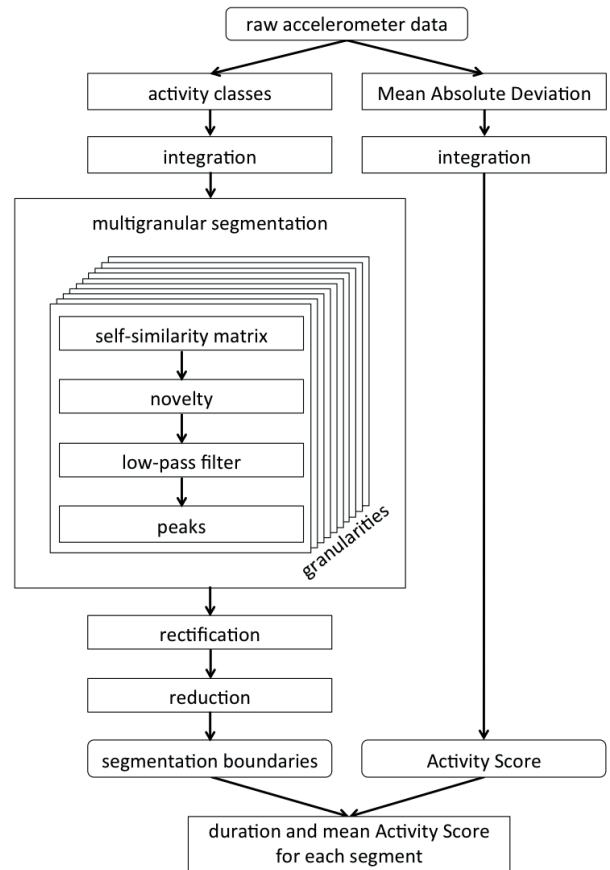 raw accelerometer data
activity classes
Mean Absolute Deviation
integration
integration
multigranular segmentation
self-similarity matrix
novelty
low-pass filter
peaks
granularities
rectification
reduction
segmentation boundaries
Activity Score
duration and mean Activity Score
for each segment